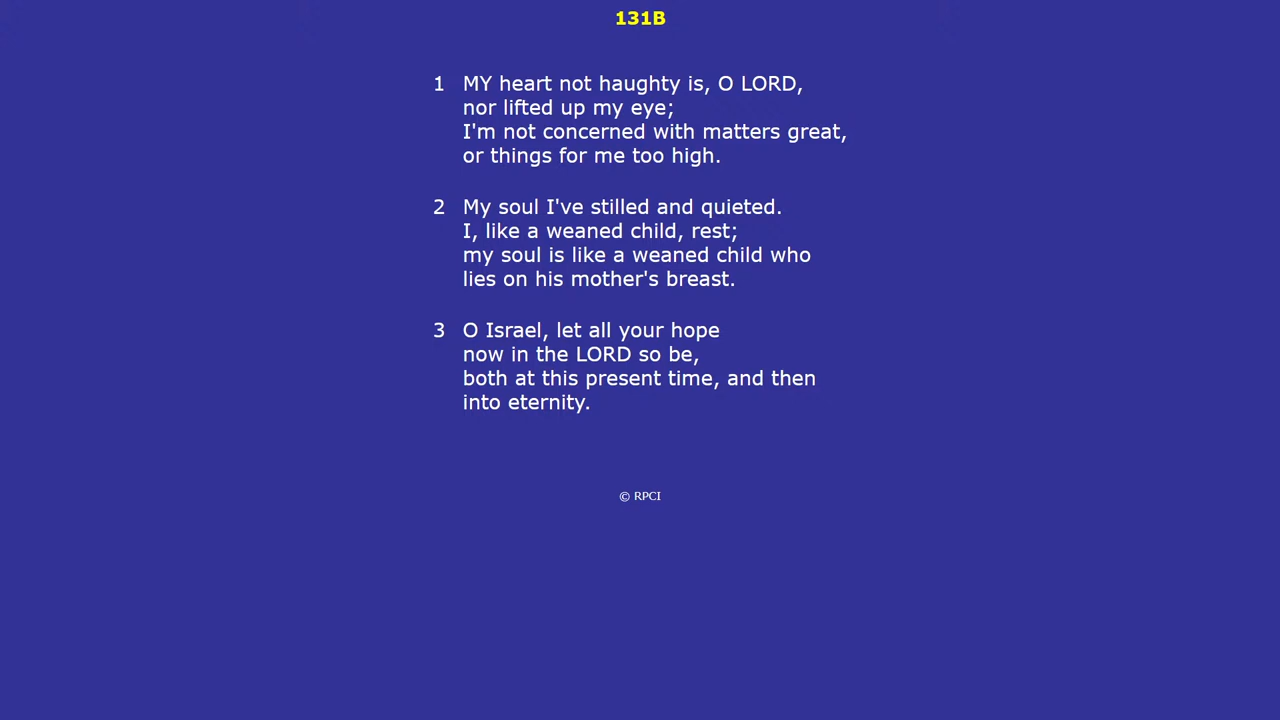 131B
1 MY heart not haughty is, O LORD,
nor lifted up my eye;
I'm not concerned with matters great,
or things for me too high.
2 My soul I've stilled and quieted.
I, like a weaned child, rest;
my soul is like a weaned child who
lies on his mother's breast.
3 O Israel, let all your hope
now in the LORD so be,
both at this present time, and then
into eternity.
© RPCI